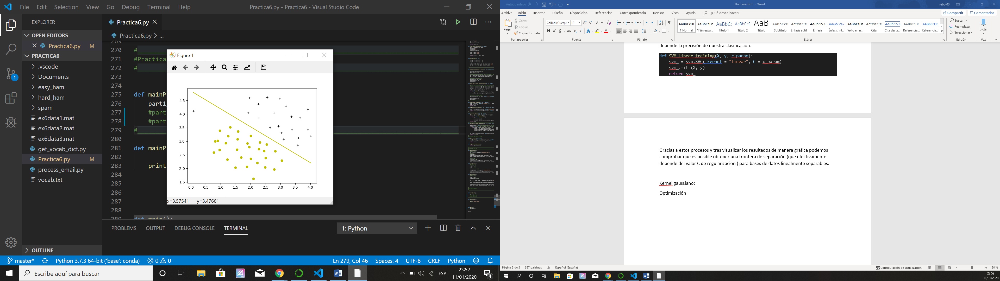 File Edit Selection View Go Debug Terminal Help
Practica6.py - Practica6 - Visual Studio Code
EXPLORER
OPEN EDITORS
Practica6.py M
PRACTICA6
.vscode
Documents
easy_ham
hard_ham
spam
ex6data1.mat
ex6data2.mat
ex6data3.mat
get_vocab_dict.py
Practica6.py M
process_email.py
vocab.txt
OUTLINE
Practica6.py
Practica6.py > ...
269
270 #
271 #Practica
272 #
273
274
275 def mainP
276 part1
277 #part
278 #part
279 #
280
281 def mainP
282
283 print
284
285
286
287
288
289 def main():
Figure 1
4.5
4.0
3.5
3.0
2.5
2.0
1.5
0.0 0.5 1.0 1.5 2.0 2.5 3.0 3.5 4.0
x=3.57541 y=3.47661
PROBLEMS OUTPUT DEBUG CONSOLE TERMINAL
1: Python
1
master* Python 3.7.3 64-bit ('base': conda) 0 0
Ln 279, Col 46 Spaces: 4 UTF-8 CRLF Python
Escribe aquí para buscar
ESP
23:52
11/01/2020
4
Autoguardado
Documento1 - Word
rebo 00
Archivo Inicio Insertar Diseño Disposición Referencias Correspondencia Revisar Vista Ayuda ¿Qué desea hacer?
Compartir Comentarios
Pegar
Cortar
Copiar
Copiar formato
Portapapeles
Calibri (Cuerp 12
N K S ab x₂ x²
Fuente
Párrafo
AaBbCcDc AaBbCcDc AaBbCc AaBbCcD AaB AaBbCcD AaBbCcDc AaBbCcDc AaBbCcDc AaBbCcDc AaBbCcDc AaBbCcDc AaBbCcDc AaBbCcDc
¶ Normal ¶ Sin espa... Título 1 Título 2 Título Subtítulo Énfasis sutil Énfasis Énfasis int... Texto en n... Cita Cita desta... Referencia... Referencia...
Estilos
Buscar
Reemplazar
Seleccionar
Edición
Dictar
Voz
depende la precisión de nuestra clasificación:
def SVM_linear_training(X, y, c_param):
svm_ = svm.SVC( kernel = "linear", C = c_param)
svm_.fit (X, y)
return svm_
Gracias a estos procesos y tras visualizar los resultados de manera gráfica podemos
comprobar que es posible obtener una frontera de separación (que efectivamente
depende del valor C de regularización ) para bases de datos linealmente separables.
Kernel gaussiano:
Optimización
Página 3 de 3 557 palabras Español (España)
Configuración de visualización
120 %
23:52
11/01/2020